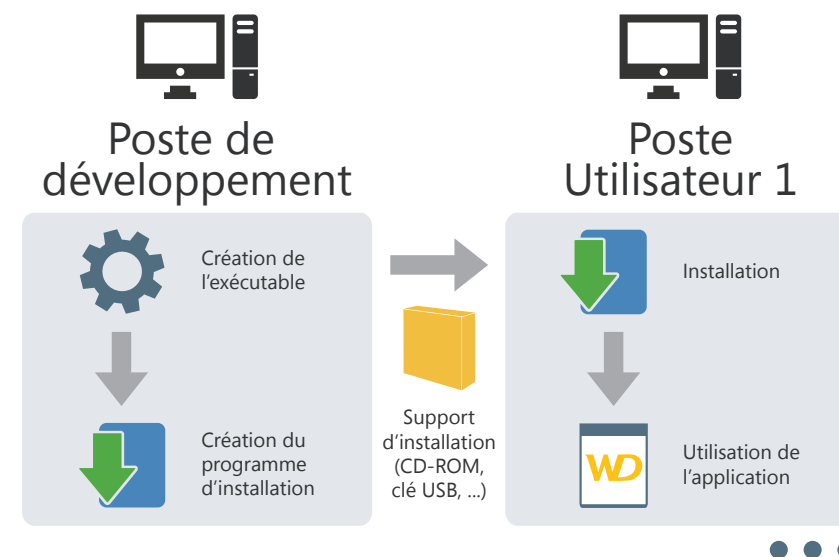 Poste de
développement
Création de
l'exécutable
Création du
programme
d'installation
Support
d'installation
(CD-ROM,
clé USB, ...)
Poste
Utilisateur 1
Installation
WD
Utilisation de
l'application